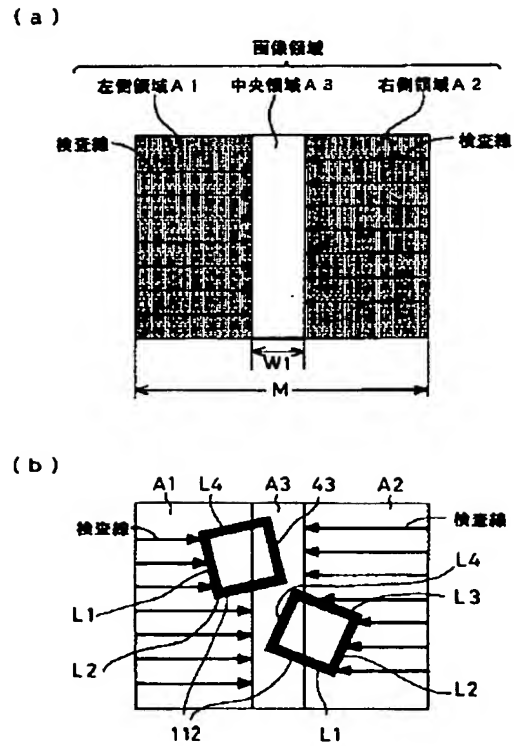 (a)
画像領域
左側領域A1 中央領域A3 右側領域A2
検査線 検査線
W1
M
(b)
A1 L4 A3 43 A2
検査線 検査線
L4
L1 L3
L2 L2
112 L1